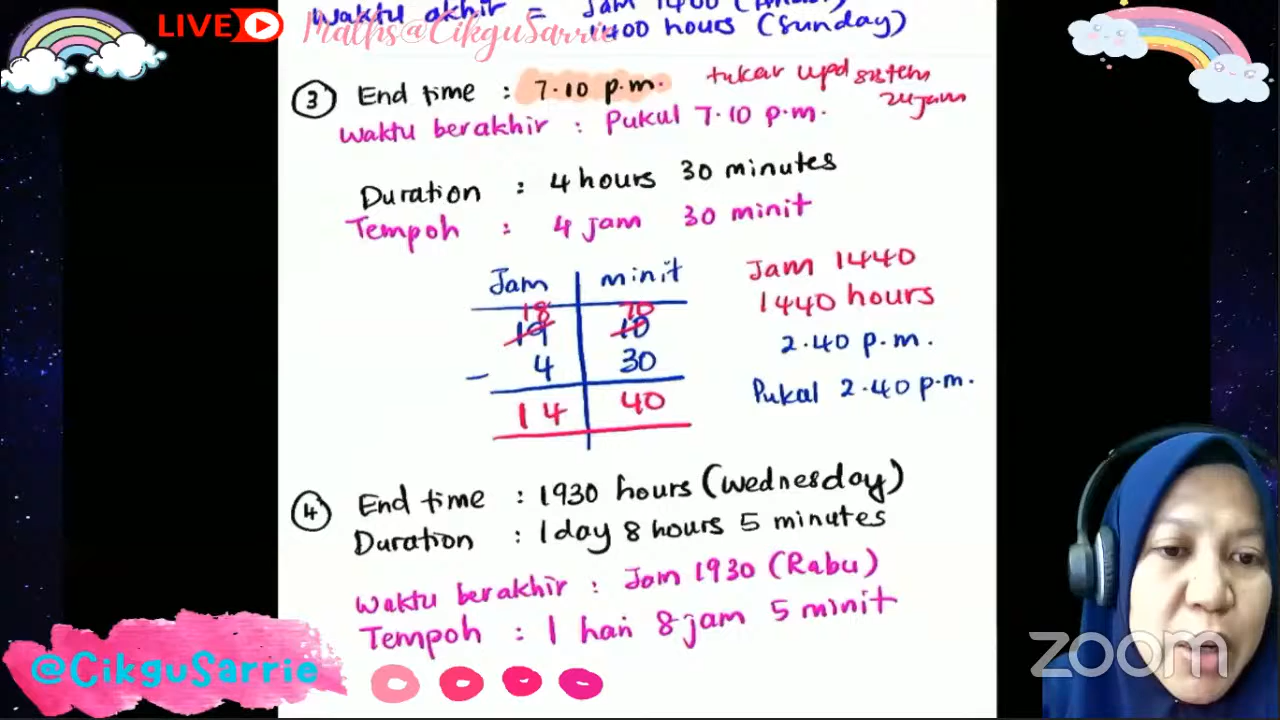 Waktu akhir = Jam 1400
1400 hours (Sunday)
LIVE
Maths@CikguSarrie
3 End time : 7.10 p.m.
tukar upd sistem
24jam
Waktu berakhir : Pukul 7.10 p.m.
Duration : 4 hours 30 minutes
Tempoh : 4 jam 30 minit
Jam minit
18 70
19 10
- 4 30
14 40
Jam 1440
1440 hours
2.40 p.m.
Pukal 2.40 p.m.
4 End time : 1930 hours (Wednesday)
Duration : 1 day 8 hours 5 minutes
Waktu berakhir : Jam 1930 (Rabu)
Tempoh : 1 hari 8 jam 5 minit
@CikguSarrie
zoom